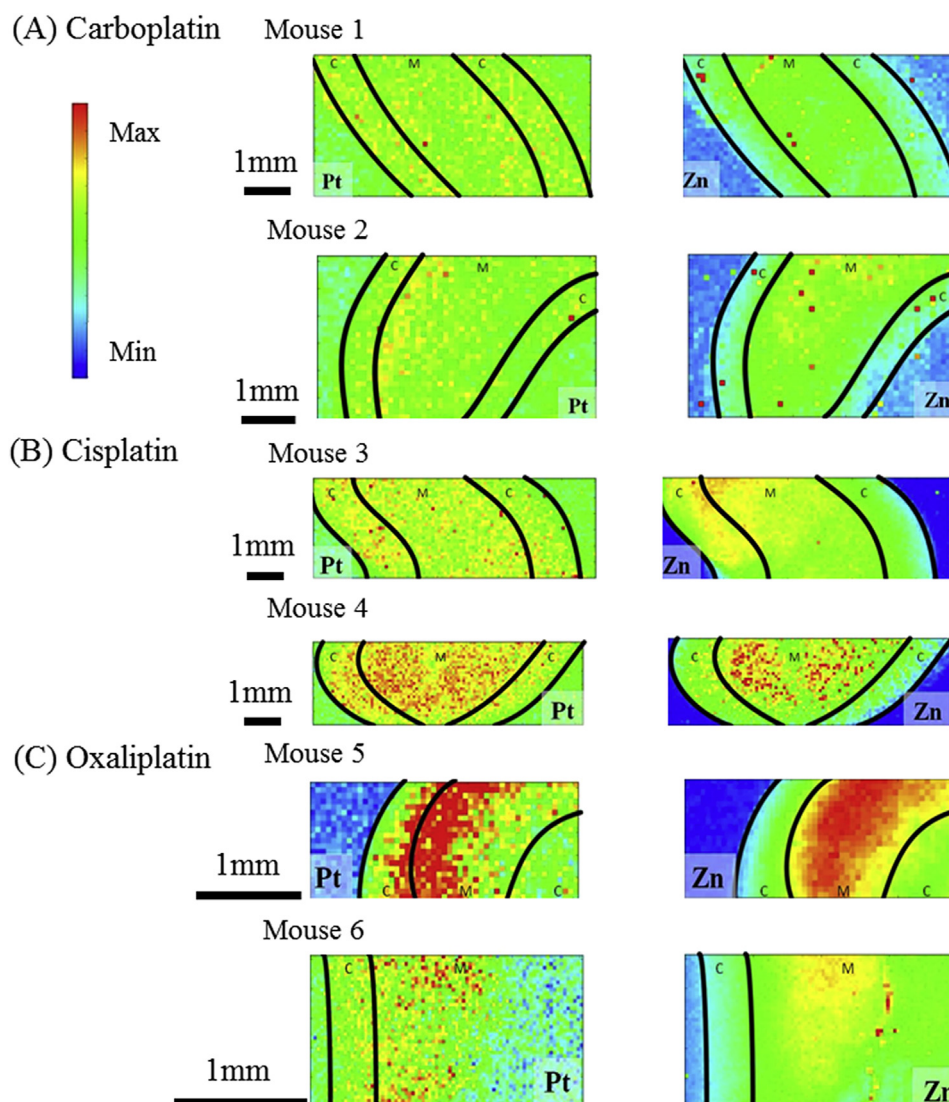 (A) Carboplatin
Mouse 1
Max
Min
1mm
C M C
Pt
C M C
Zn
Mouse 2
1mm
C M C
Pt
C M C
Zn
(B) Cisplatin
Mouse 3
1mm
C M C
Pt
C M C
Zn
Mouse 4
1mm
C M C
Pt
C M C
Zn
(C) Oxaliplatin
Mouse 5
1mm
Pt
C M C
Zn
C M C
Mouse 6
1mm
C M
Pt
C M
Zn